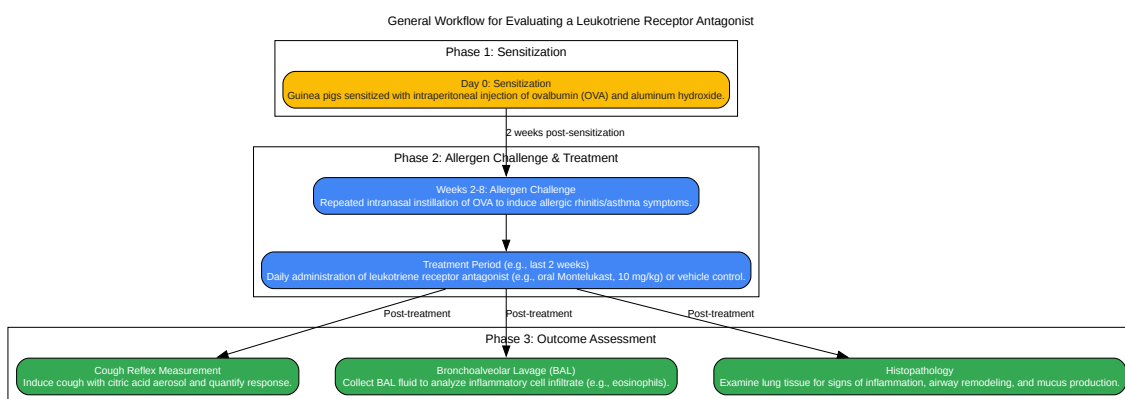 General Workflow for Evaluating a Leukotriene Receptor Antagonist
Phase 1: Sensitization
Day 0: Sensitization
Guinea pigs sensitized with intraperitoneal injection of ovalbumin (OVA) and aluminum hydroxide.
2 weeks post-sensitization
Phase 2: Allergen Challenge & Treatment
Weeks 2-8: Allergen Challenge
Repeated intranasal instillation of OVA to induce allergic rhinitis/asthma symptoms.
Treatment Period (e.g., last 2 weeks)
Daily administration of leukotriene receptor antagonist (e.g., oral Montelukast, 10 mg/kg) or vehicle control.
Post-treatment
Post-treatment
Post-treatment
Phase 3: Outcome Assessment
Cough Reflex Measurement
Induce cough with citric acid aerosol and quantify response.
Bronchoalveolar Lavage (BAL)
Collect BAL fluid to analyze inflammatory cell infiltrate (e.g., eosinophils).
Histopathology
Examine lung tissue for signs of inflammation, airway remodeling, and mucus production.